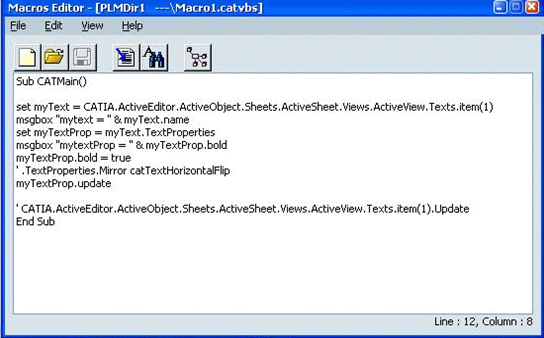 Macros Editor - [PLMDir1 ---\Macro1.catvbs]
File Edit View Help
Sub CATMain()
set myText = CATIA.ActiveEditor.ActiveObject.Sheets.ActiveSheet.Views.ActiveView.Texts.item(1)
msgbox "mytext = " & myText.name
set myTextProp = myText.TextProperties
msgbox "mytextProp = " & myTextProp.bold
myTextProp.bold = true
' .TextProperties.Mirror catTextHorizontalFlip
myTextProp.update
' CATIA.ActiveEditor.ActiveObject.Sheets.ActiveSheet.Views.ActiveView.Texts.item(1).Update
End Sub
Line : 12, Column : 8